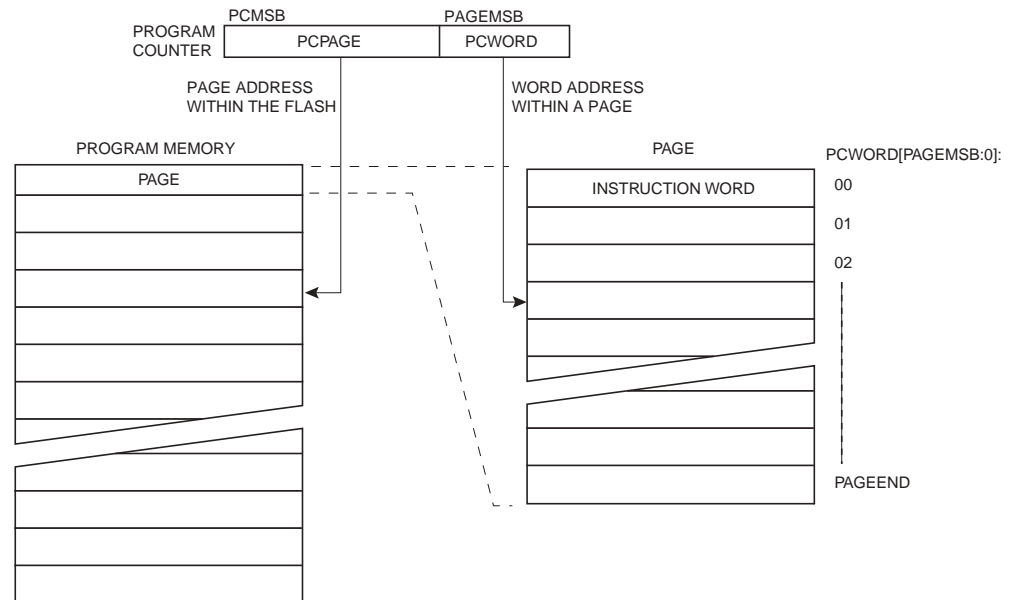 PCMSB
PAGEMSB
PROGRAM
COUNTER
PCPAGE
PCWORD
PAGE ADDRESS
WITHIN THE FLASH
WORD ADDRESS
WITHIN A PAGE
PROGRAM MEMORY
PAGE
PAGE
PCWORD[PAGEMSB:0]:
INSTRUCTION WORD
00
01
02
PAGEEND